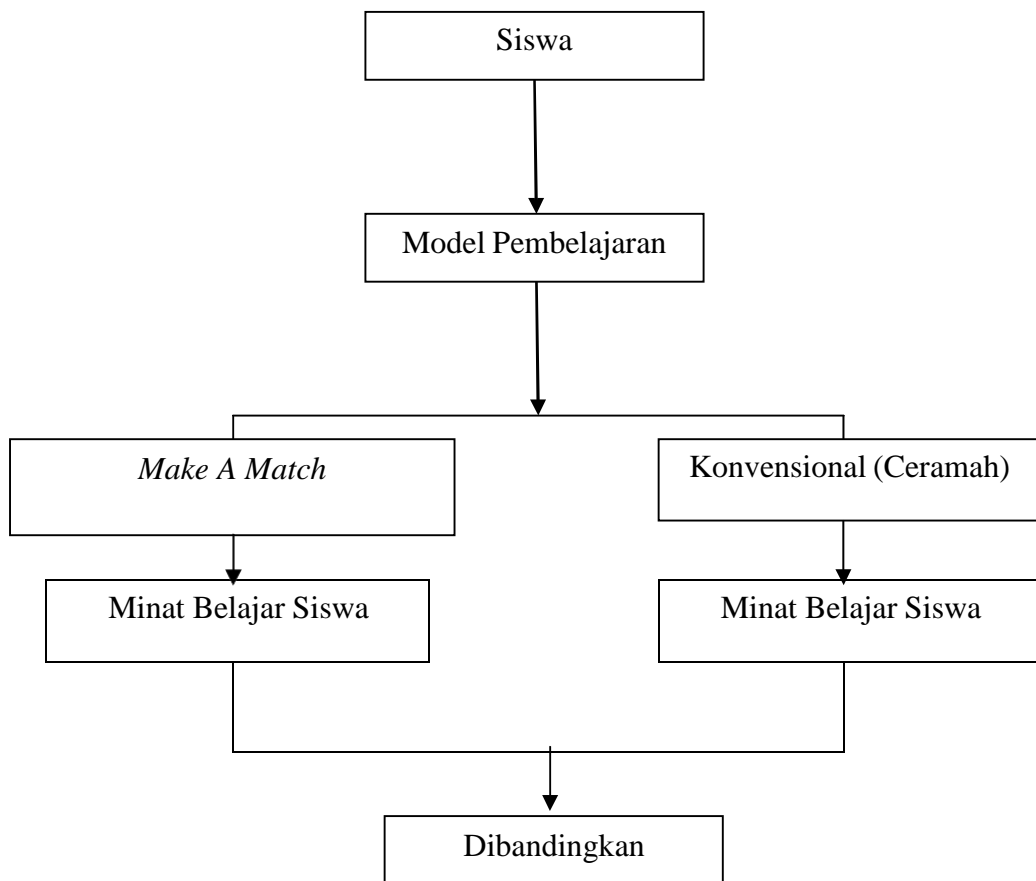 Siswa
Model Pembelajaran
Make A Match
Konvensional (Ceramah)
Minat Belajar Siswa
Minat Belajar Siswa
Dibandingkan